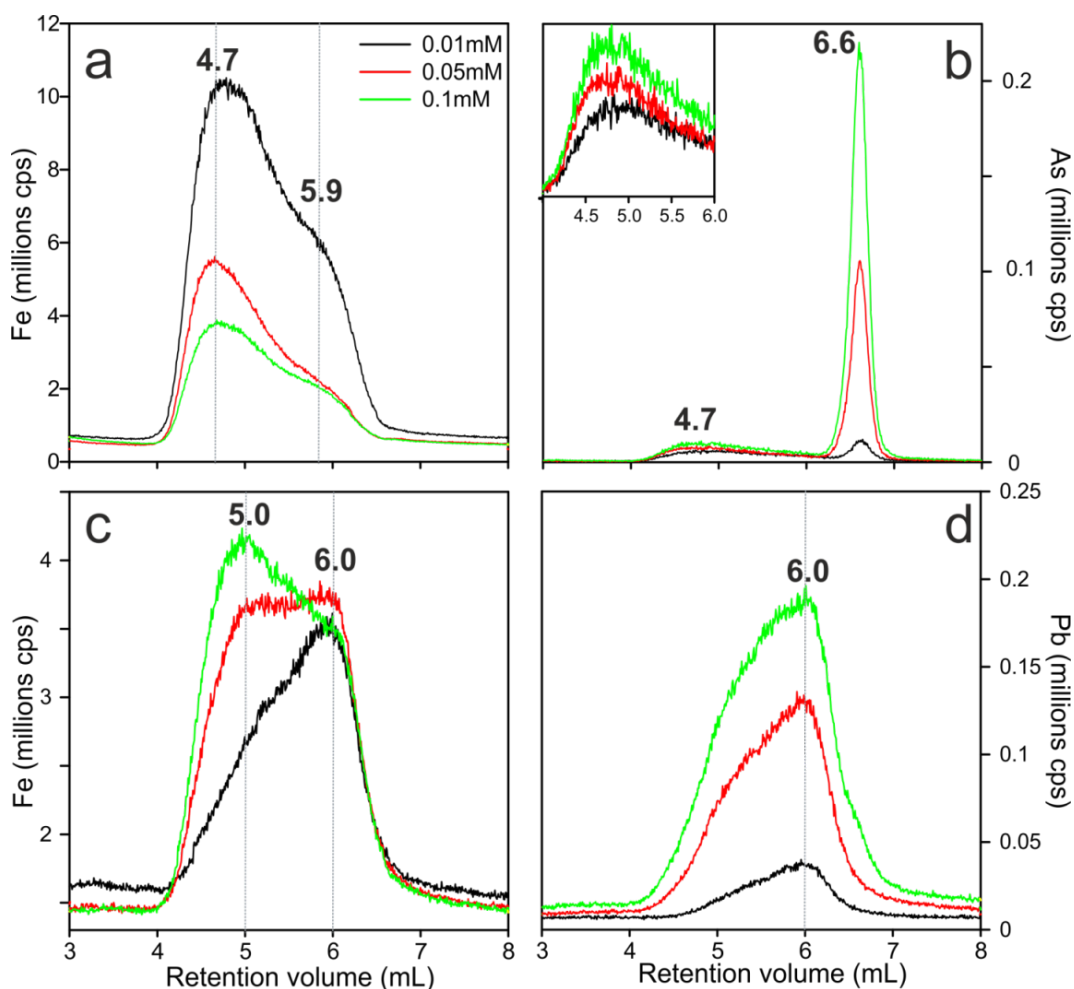 12
10
8
6
4
2
0
Fe (millions cps)
a
4.7
5.9
0.01mM
0.05mM
0.1mM
4.5 5.0 5.5 6.0
b
6.6
4.7
0.2
0.1
0
As (millions cps)
4
3
2
Fe (millions cps)
c
5.0
6.0
3 4 5 6 7 8
Retention volume (mL)
d
6.0
0.25
0.2
0.15
0.1
0.05
0
Pb (millions cps)
3 4 5 6 7 8
Retention volume (mL)